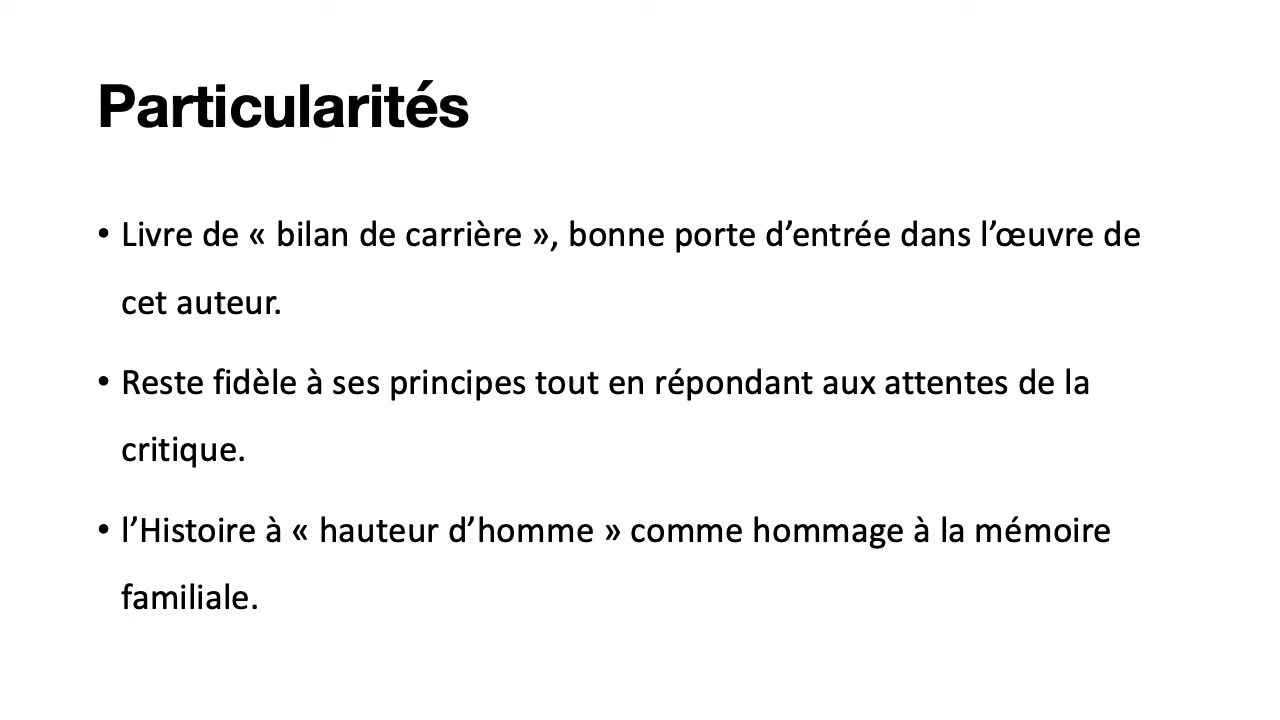 Particularités
• Livre de « bilan de carrière », bonne porte d’entrée dans l’œuvre de
cet auteur.
• Reste fidèle à ses principes tout en répondant aux attentes de la
critique.
• l’Histoire à « hauteur d’homme » comme hommage à la mémoire
familiale.